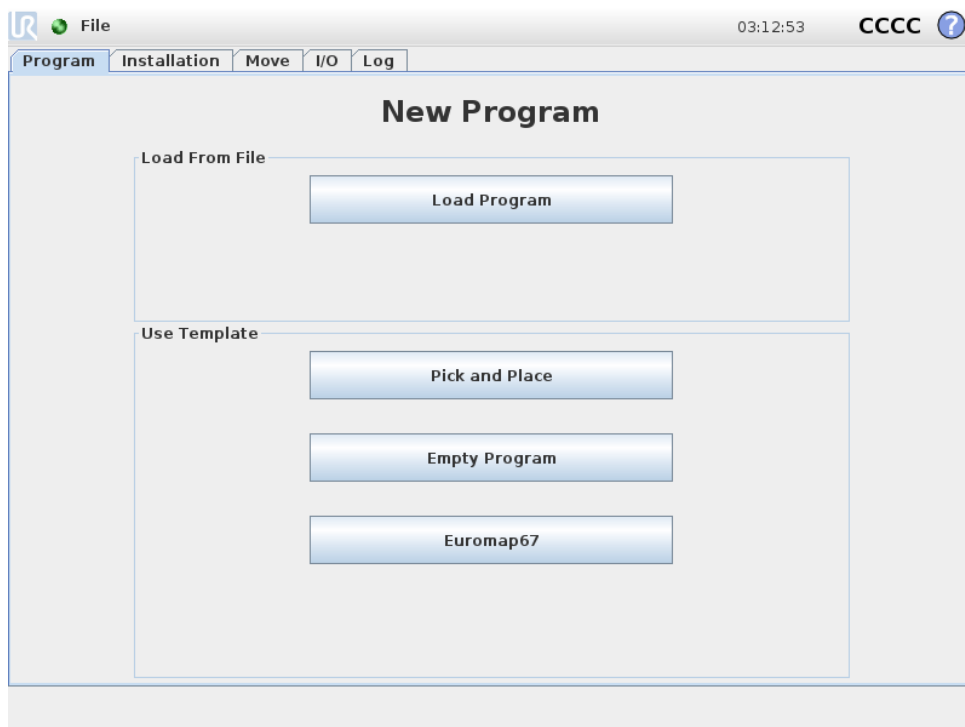 UR File 03:12:53 CCCC ?
Program Installation Move I/O Log
New Program
Load From File
Load Program
Use Template
Pick and Place
Empty Program
Euromap67